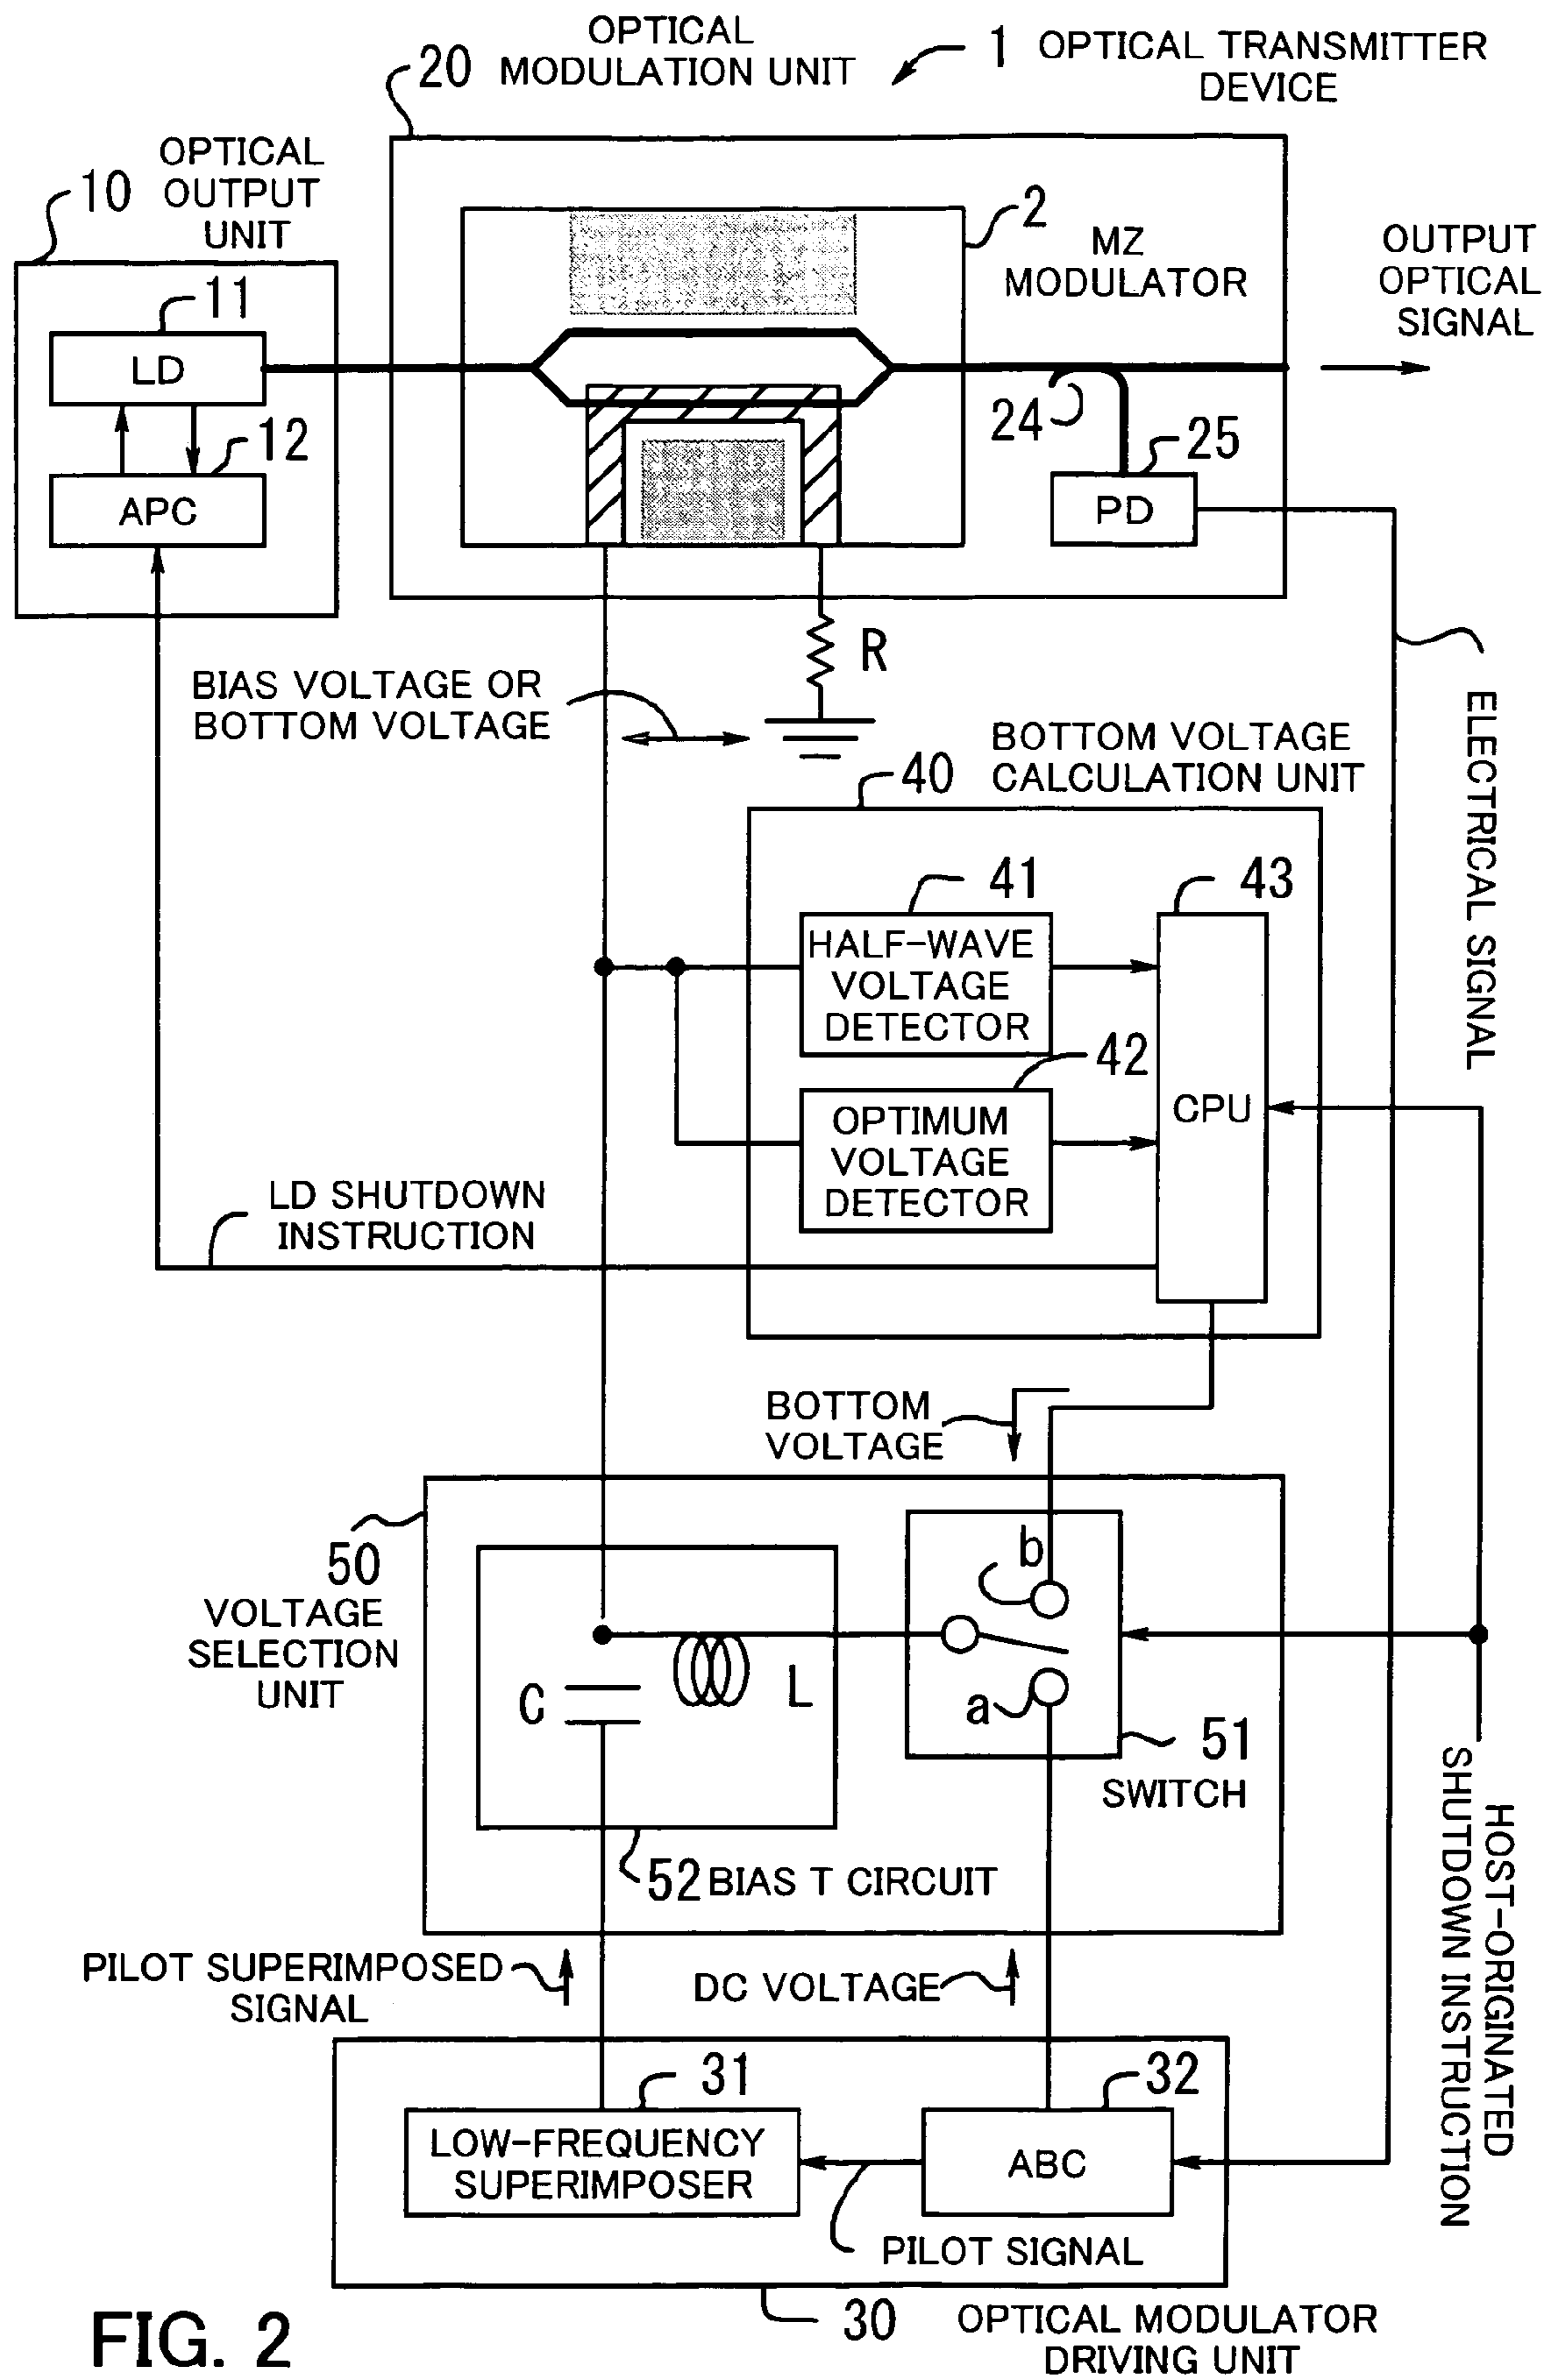 OPTICAL
MODULATION UNIT
20
1
OPTICAL TRANSMITTER
DEVICE
OPTICAL
OUTPUT
UNIT
10
2
MZ
MODULATOR
OUTPUT
OPTICAL
SIGNAL
11
LD
24
12
25
APC
PD
R
BIAS VOLTAGE OR
BOTTOM VOLTAGE
ELECTRICAL SIGNAL
BOTTOM VOLTAGE
CALCULATION UNIT
40
41
43
HALF-WAVE
VOLTAGE
DETECTOR
42
CPU
OPTIMUM
VOLTAGE
DETECTOR
LD SHUTDOWN
INSTRUCTION
BOTTOM
VOLTAGE
50
VOLTAGE
SELECTION
UNIT
b
C
L
a
51
SWITCH
52 BIAS T CIRCUIT
HOST-ORIGINATED
SHUTDOWN INSTRUCTION
PILOT SUPERIMPOSED
SIGNAL
DC VOLTAGE
31
32
LOW-FREQUENCY
SUPERIMPOSER
ABC
PILOT SIGNAL
30
OPTICAL MODULATOR
DRIVING UNIT
FIG. 2